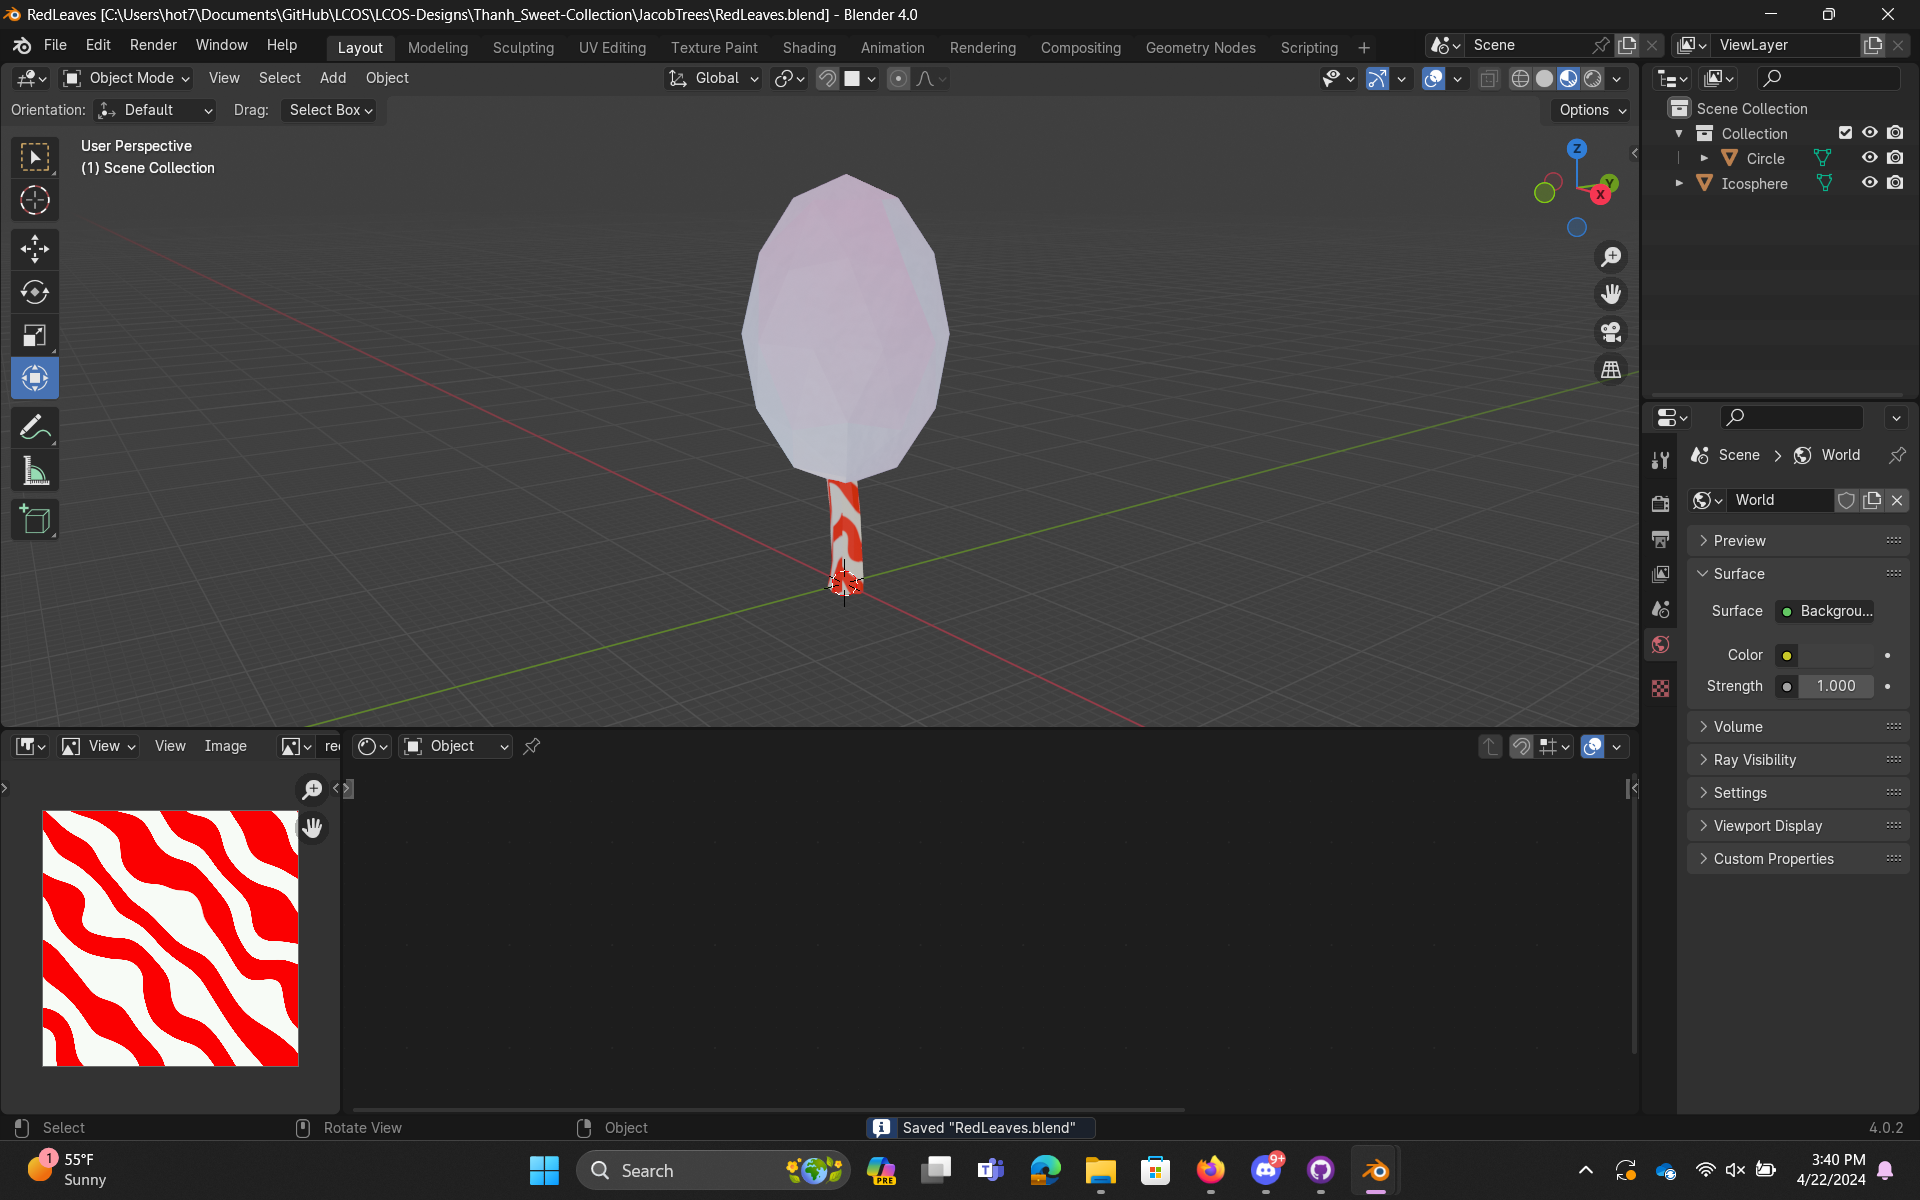 RedLeaves [C:\Users\hot7\Documents\GitHub\LCOS\LCOS-Designs\Thanh_Sweet-Collection\JacobTrees\RedLeaves.blend] - Blender 4.0
File Edit Render Window Help Layout Modeling Sculpting UV Editing Texture Paint Shading Animation Rendering Compositing Geometry Nodes Scripting + Scene ViewLayer
Object Mode View Select Add Object Global
Orientation: Default Drag: Select Box Options
User Perspective
(1) Scene Collection
Z
Y
X
Scene Collection
Collection
Circle
Icosphere
Scene > World
World
Preview
Surface
Surface Backgrou...
Color
Strength 1.000
Volume
Ray Visibility
Settings
Viewport Display
Custom Properties
View View Image Object
Select Rotate View Object Saved "RedLeaves.blend" 4.0.2
1
55°F
Sunny
Search
PRE
9+
3:40 PM
4/22/2024